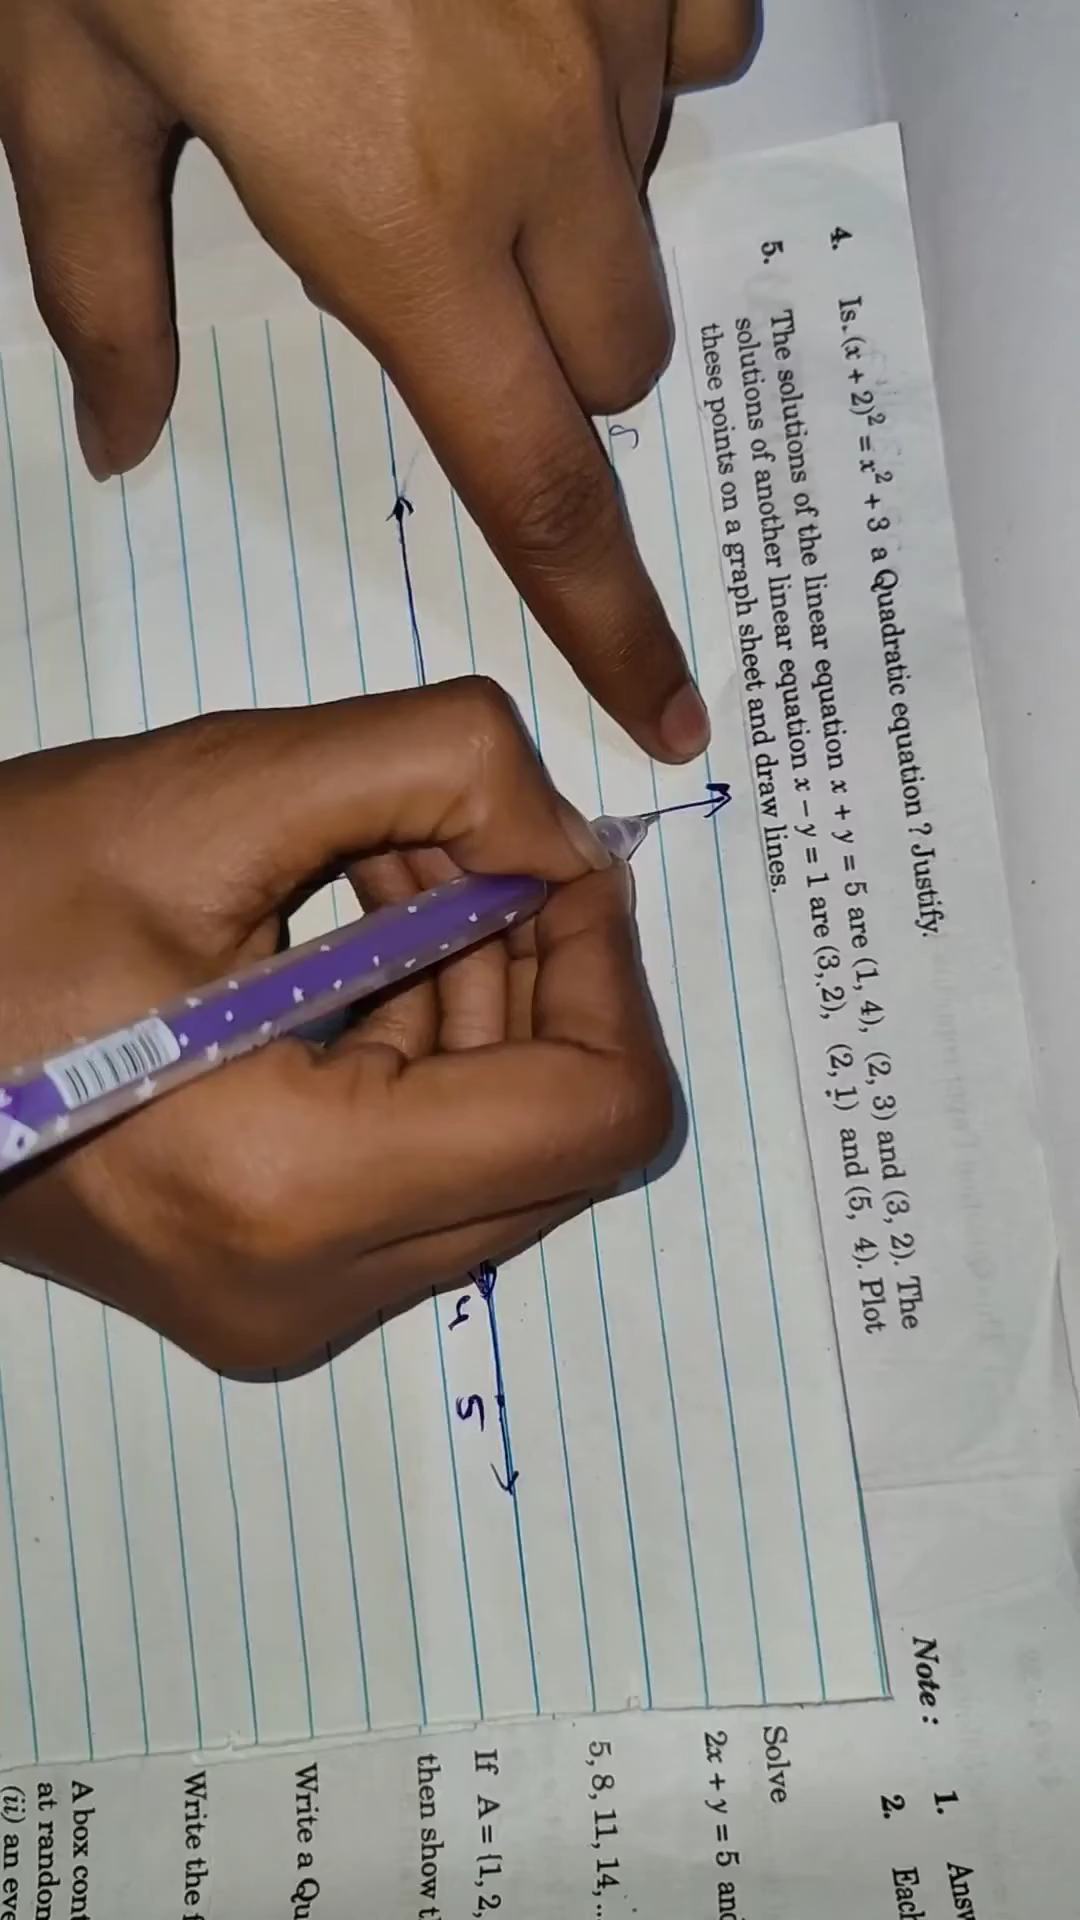 4. Is (x + 2)² = x² + 3 a Quadratic equation ? Justify.
5. The solutions of the linear equation x + y = 5 are (1, 4), (2, 3) and (3, 2). The
solutions of another linear equation x – y = 1 are (3, 2), (2, 1) and (5, 4). Plot
these points on a graph sheet and draw lines.
4 5
Note : 1. Answ
2. Each
Solve
2x + y = 5 and
5, 8, 11, 14, ...
If A = {1, 2,
then show t
Write a Qu
Write the
A box cont
at random
(ii) an eve